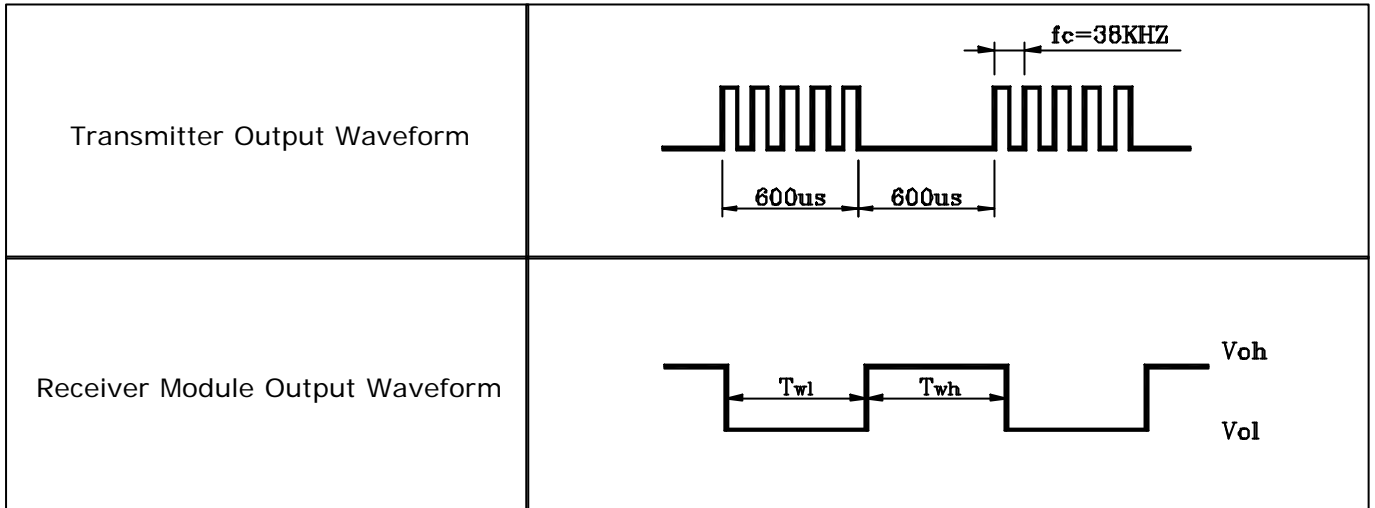 fc=38KHZ
Transmitter Output Waveform
600us 600us
Voh
Receiver Module Output Waveform
Twl Twh
Vol